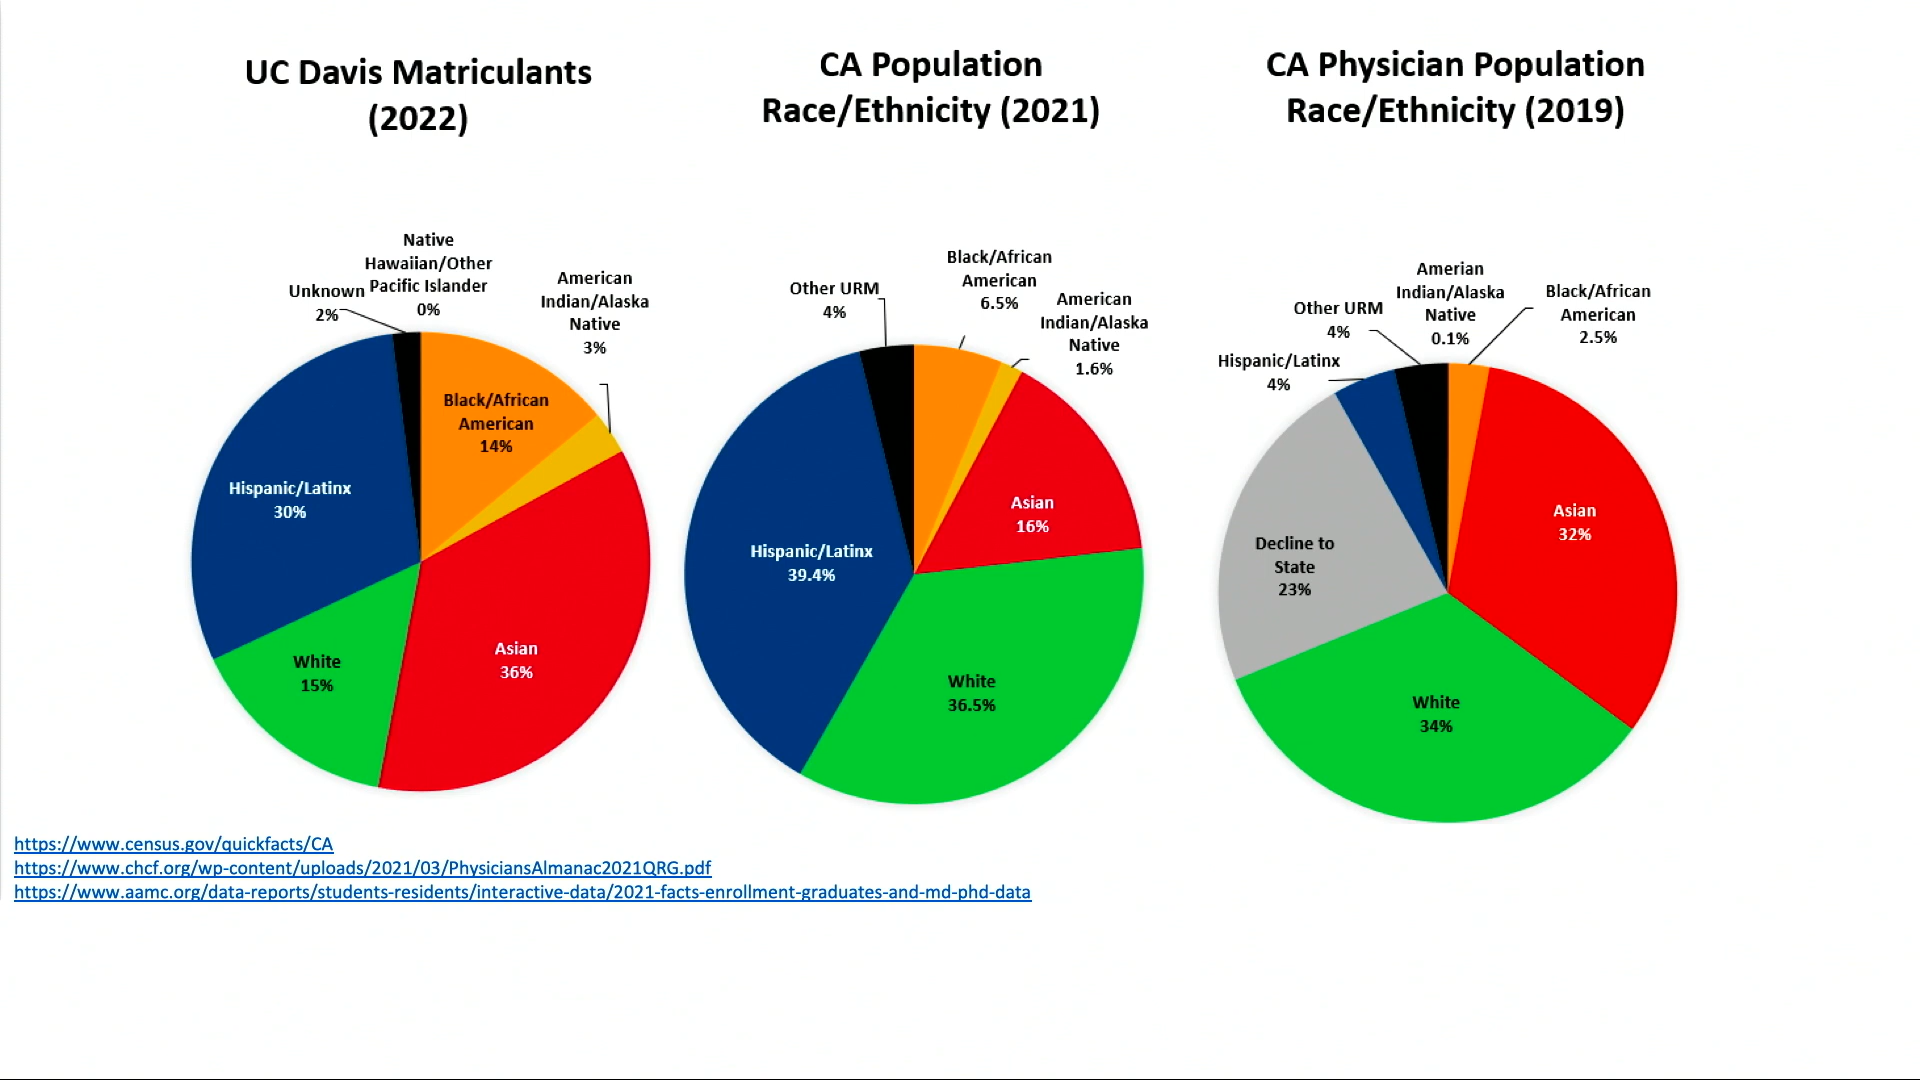 UC Davis Matriculants
(2022)
CA Population
Race/Ethnicity (2021)
CA Physician Population
Race/Ethnicity (2019)
Native
Hawaiian/Other
Pacific Islander
0%
Unknown
2%
American
Indian/Alaska
Native
3%
Black/African
American
14%
Hispanic/Latinx
30%
White
15%
Asian
36%
Other URM
4%
Black/African
American
6.5%
American
Indian/Alaska
Native
1.6%
Asian
16%
Hispanic/Latinx
39.4%
White
36.5%
Amerian
Indian/Alaska
Native
0.1%
Other URM
4%
Black/African
American
2.5%
Hispanic/Latinx
4%
Asian
32%
Decline to
State
23%
White
34%
https://www.census.gov/quickfacts/CA
https://www.chcf.org/wp-content/uploads/2021/03/PhysiciansAlmanac2021QRG.pdf
https://www.aamc.org/data-reports/students-residents/interactive-data/2021-facts-enrollment-graduates-and-md-phd-data